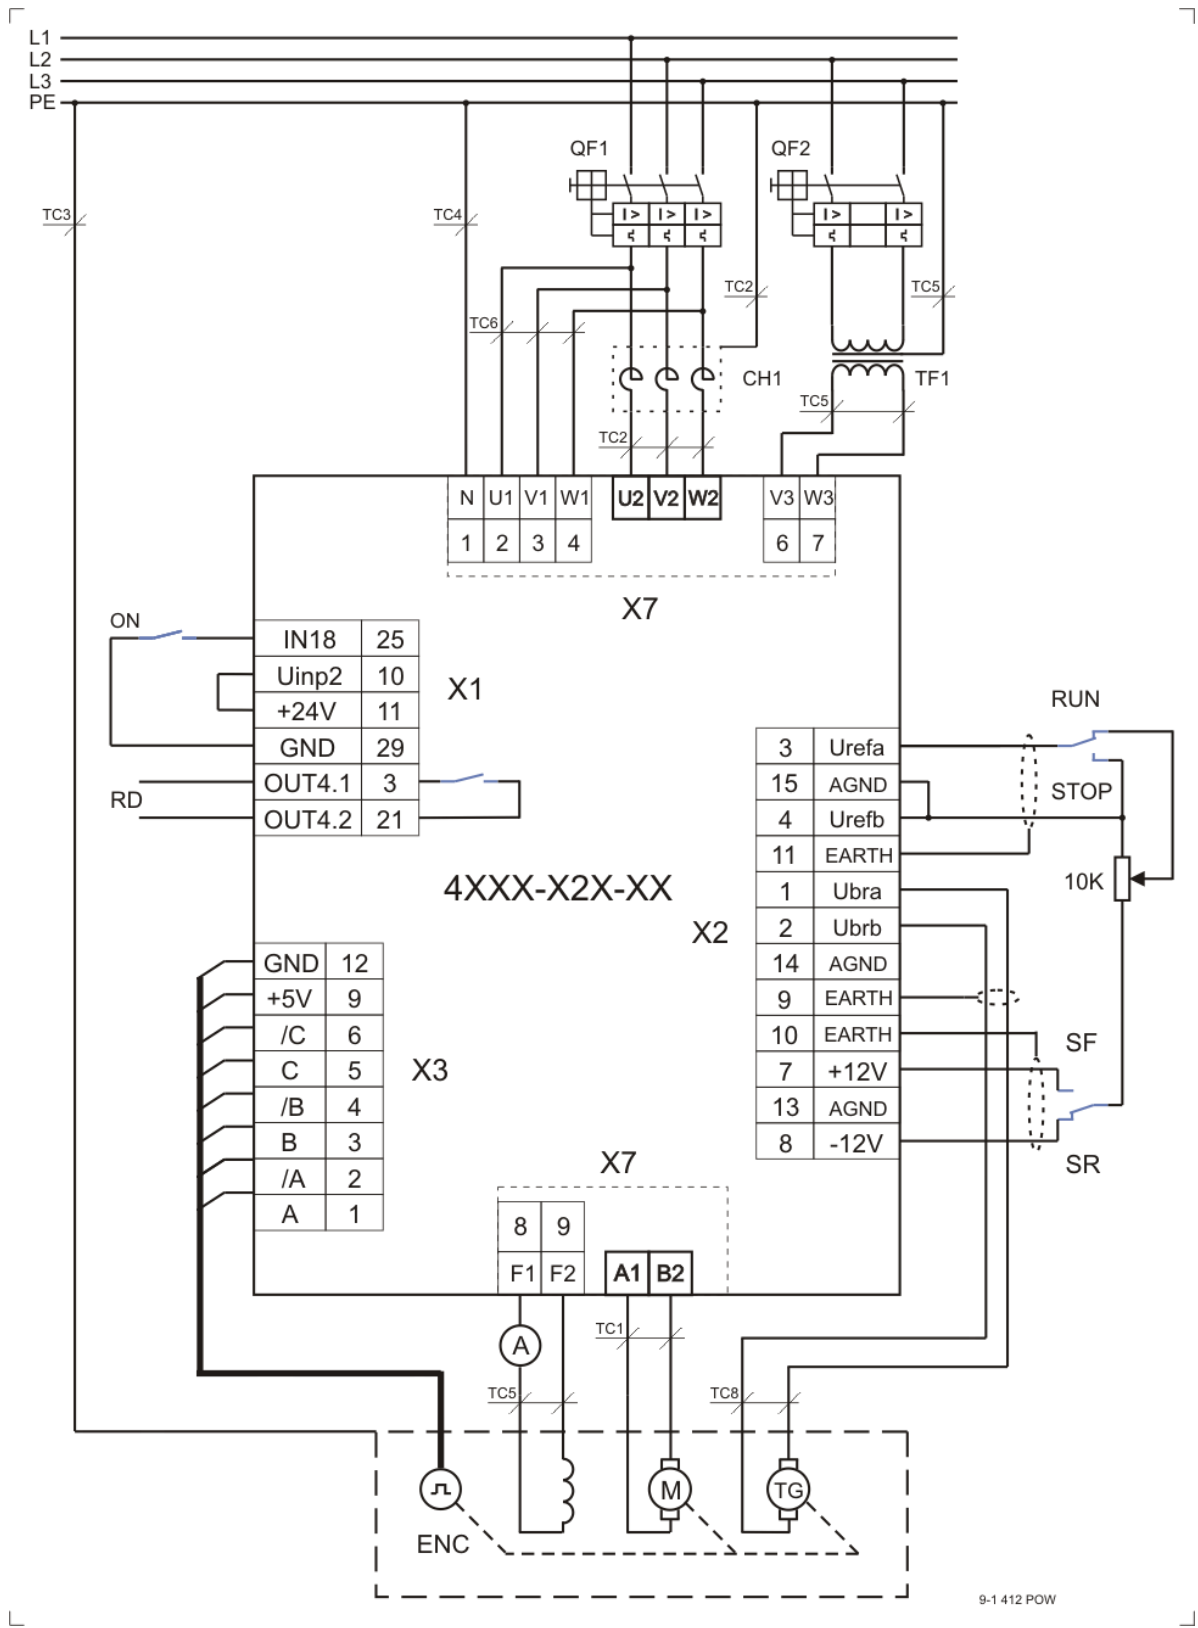 L1
L2
L3
PE
QF1
QF2
I > I > I >
I > I >
TC3
TC4
TC2
TC5
TC6
CH1
TF1
TC5
TC2
N U1 V1 W1 U2 V2 W2 V3 W3
1 2 3 4 6 7
X7
ON
IN18 25
Uinp2 10
+24V 11
GND 29
OUT4.1 3
OUT4.2 21
X1
RD
RUN
STOP
3 Urefa
15 AGND
4 Urefb
11 EARTH
1 Ubra
2 Ubrb
14 AGND
9 EARTH
10 EARTH
7 +12V
13 AGND
8 -12V
10K
4XXX-X2X-XX
X2
SF
SR
GND 12
+5V 9
/C 6
C 5
/B 4
B 3
/A 2
A 1
X3
X7
8 9
F1 F2 A1 B2
A
TC1
TC5
TC8
M
TG
ENC
9-1 412 POW